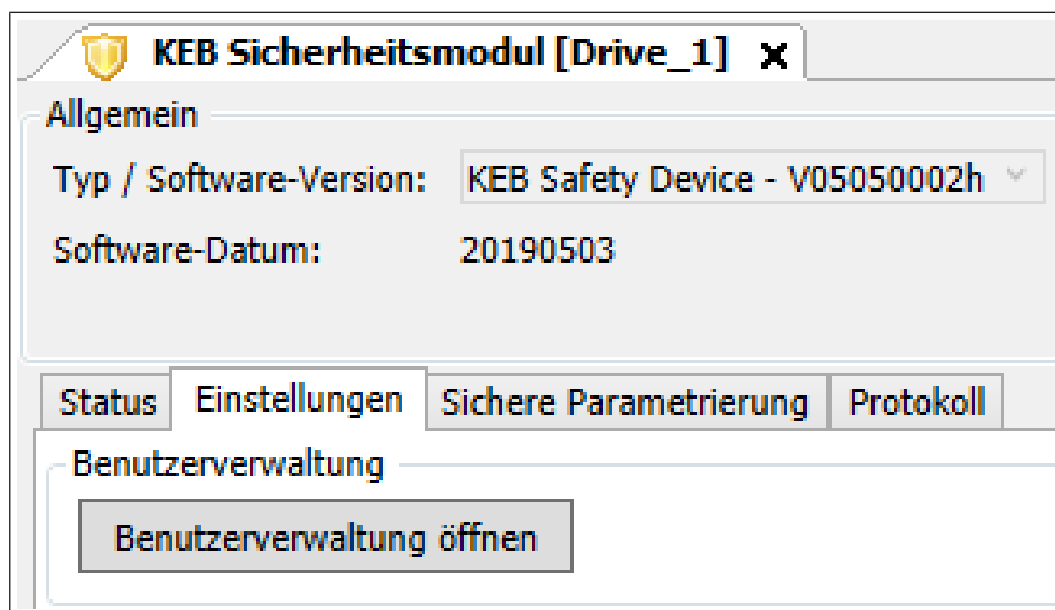 KEB Sicherheitsmodul [Drive_1] x
Allgemein
Typ / Software-Version: KEB Safety Device - V05050002h
Software-Datum: 20190503
Status Einstellungen Sichere Parametrierung Protokoll
Benutzerverwaltung
Benutzerverwaltung öffnen